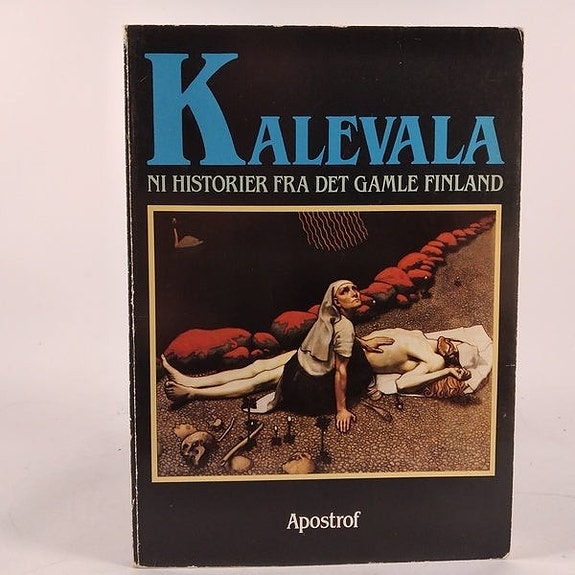 KALEVALA
NI HISTORIER FRA DET GAMLE FINLAND
Apostrof